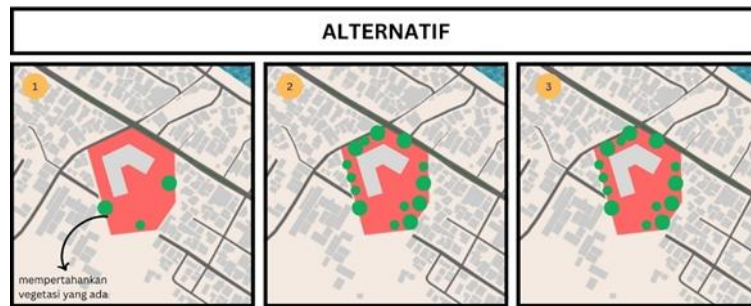 ALTERNATIF
1
2
3
mempertahankan
vegetasi yang ada